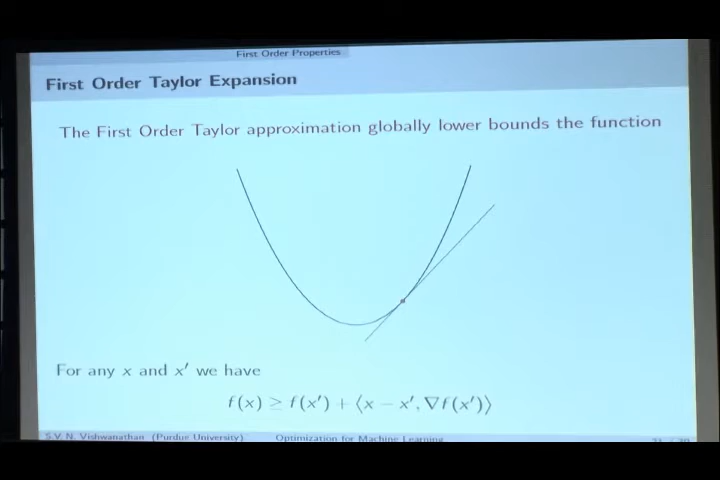 First Order Properties
First Order Taylor Expansion
The First Order Taylor approximation globally lower bounds the function
For any x and x′ we have
f(x) ≥ f(x′) + ⟨x − x′, ∇f(x′)⟩
S.V. N. Vishwanathan (Purdue University) Optimization for Machine Learning